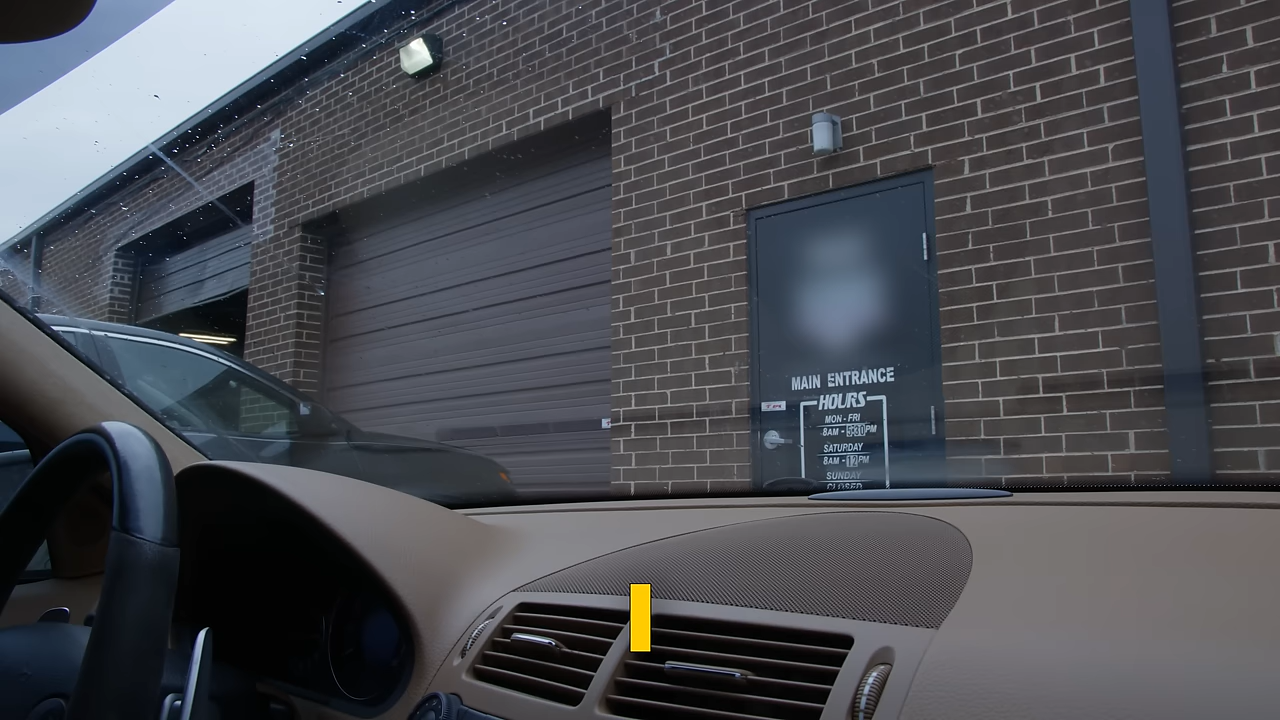 MAIN ENTRANCE
HOURS
MON - FRI
8AM - 5:30PM
SATURDAY
8AM - 12PM
SUNDAY
CLOSED